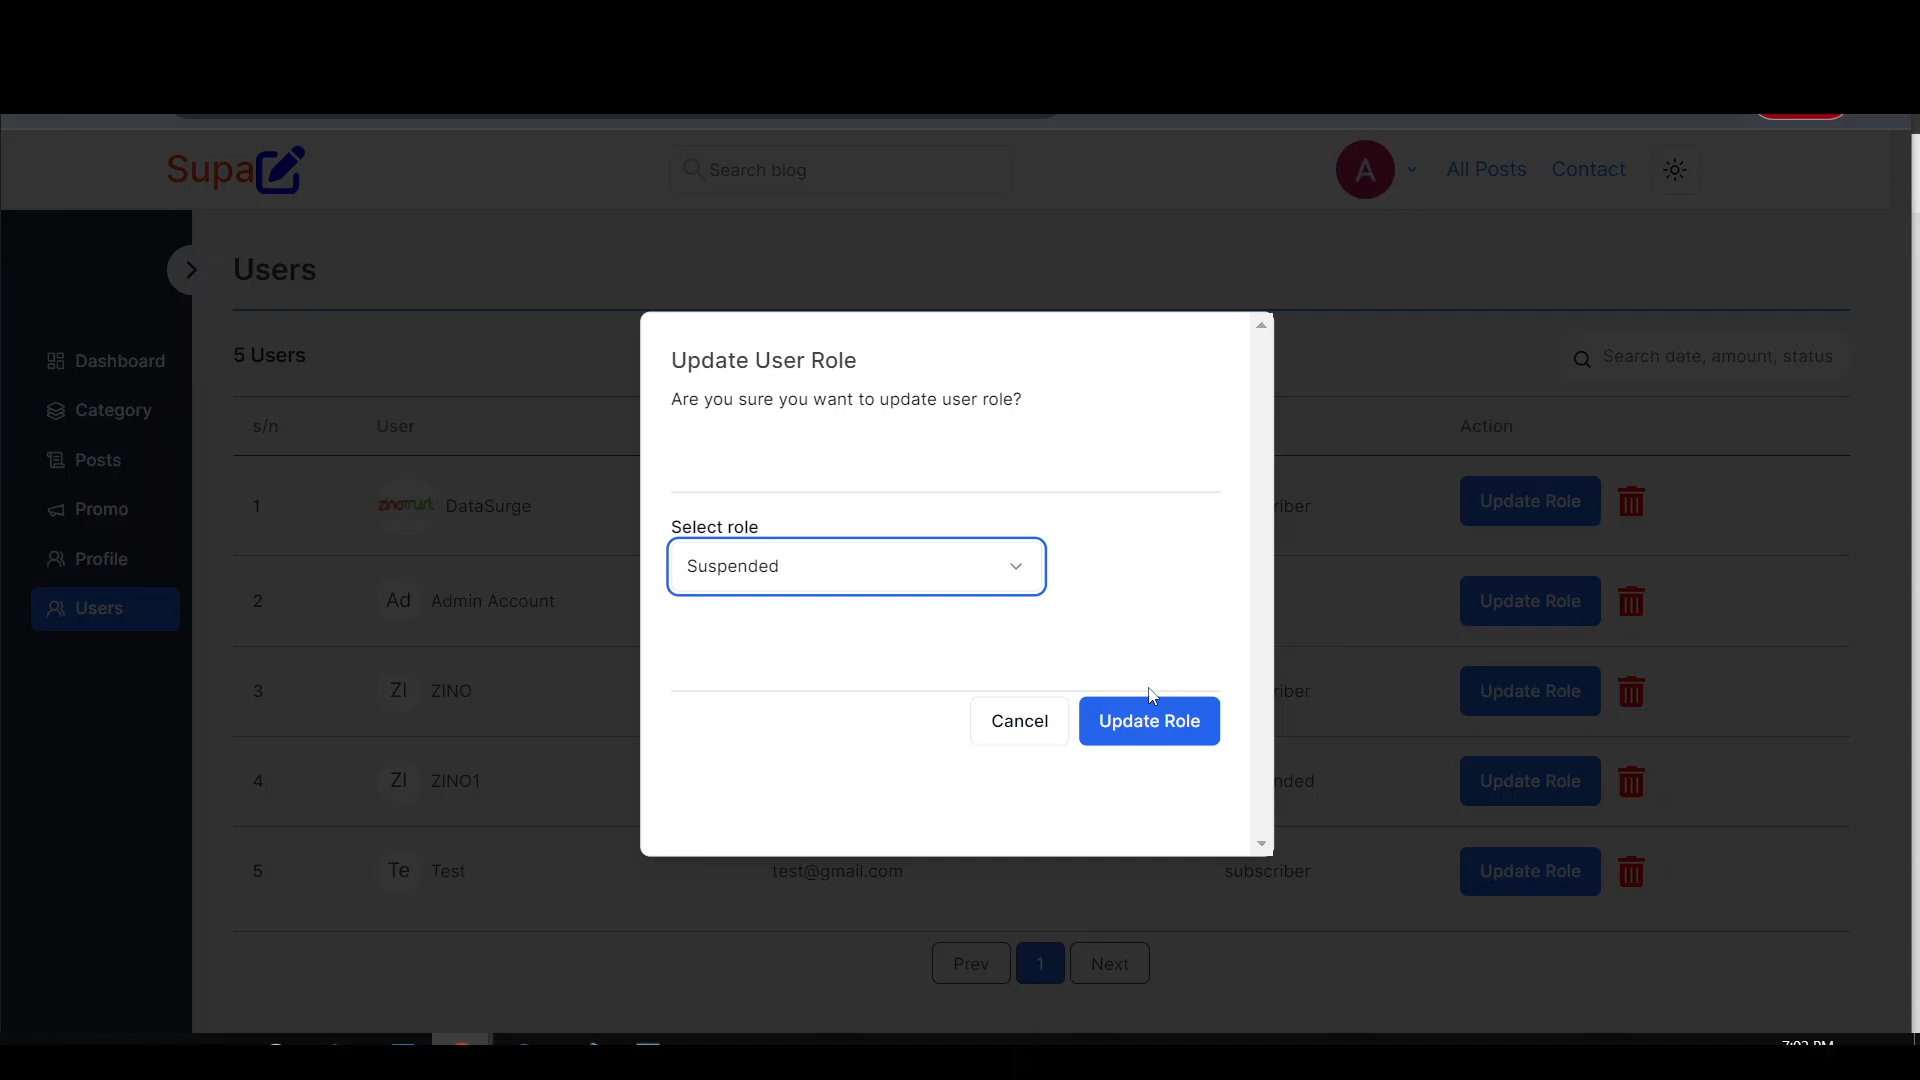 Supa
Search blog
A
All Posts
Contact
Users
5 Users
Search date, amount, status
Dashboard
Category
Posts
Promo
Profile
Users
s/n
User
Action
1
zinotrust
DataSurge
riber
Update Role
2
Ad
Admin Account
Update Role
3
ZI
ZINO
riber
Update Role
4
ZI
ZINO1
nded
Update Role
5
Te
Test
test@gmail.com
subscriber
Update Role
Update User Role
Are you sure you want to update user role?
Select role
Suspended
Cancel
Update Role
Prev
1
Next